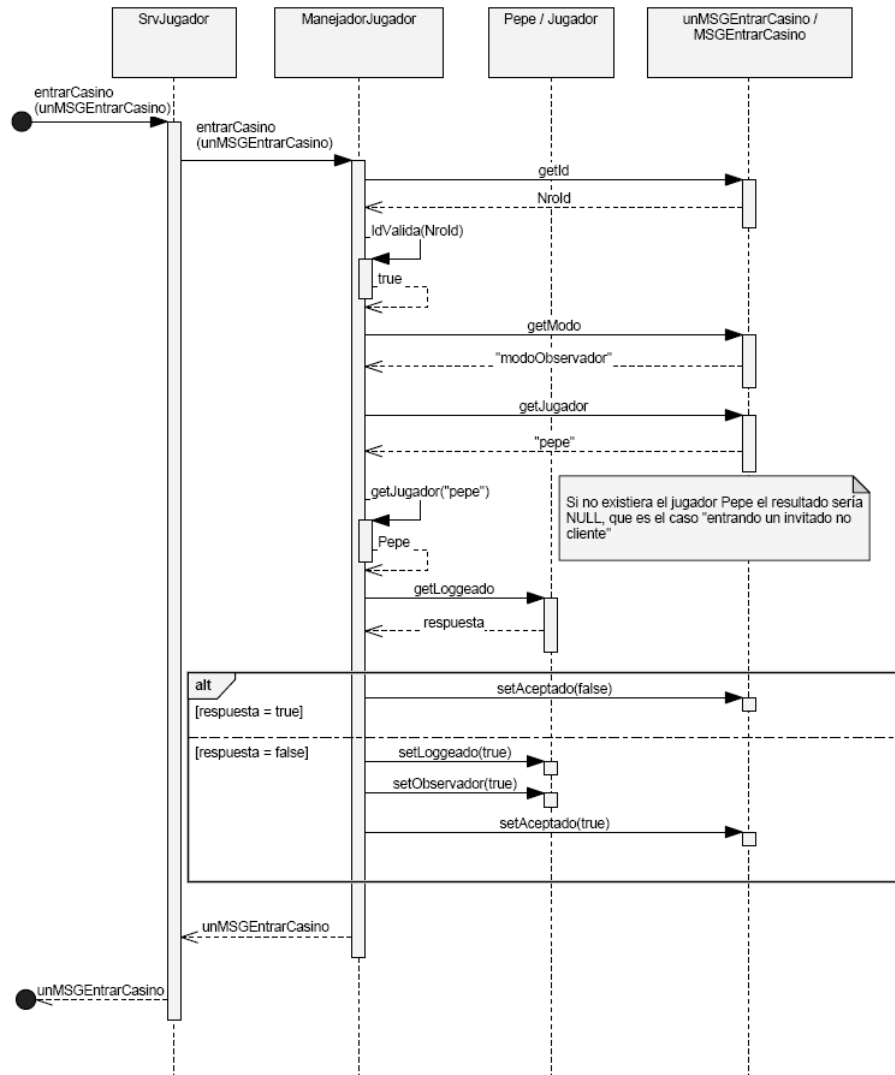 SrvJugador
ManejadorJugador
Pepe / Jugador
unMSGEntrarCasino /
MSGEntrarCasino
entrarCasino
(unMSGEntrarCasino)
entrarCasino
(unMSGEntrarCasino)
getId
NroId
IdValida(NroId)
true
getModo
"modoObservador"
getJugador
"pepe"
getJugador("pepe")
Si no existiera el jugador Pepe el resultado sería
NULL, que es el caso "entrando un invitado no
cliente"
Pepe
getLoggeado
respuesta
alt
setAceptado(false)
[respuesta = true]
[respuesta = false]
setLoggeado(true)
setObservador(true)
setAceptado(true)
unMSGEntrarCasino
unMSGEntrarCasino